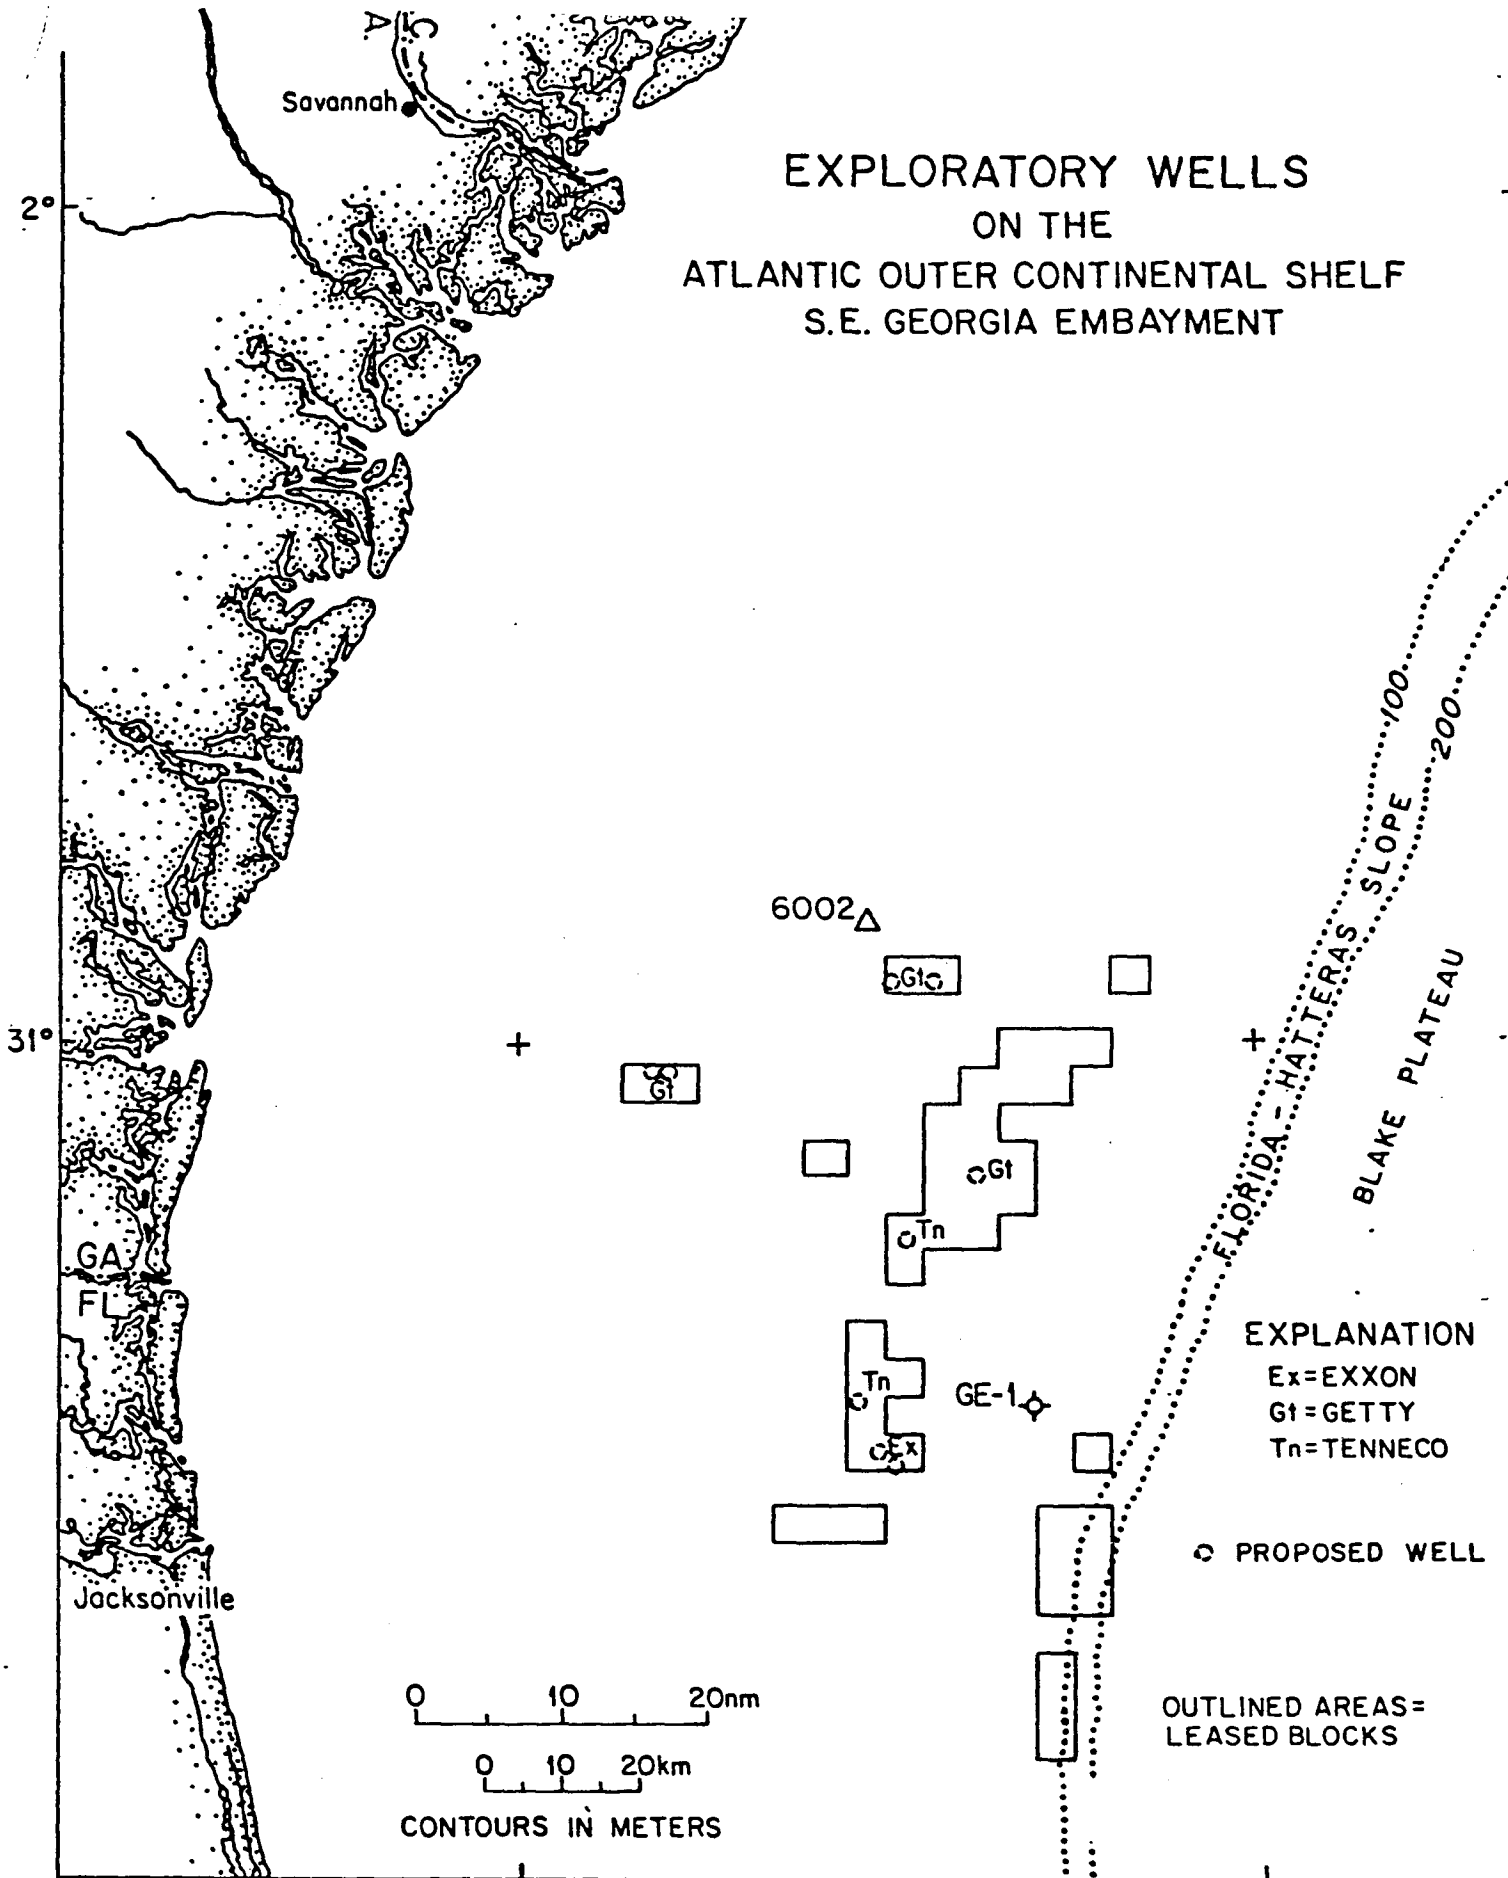 C
A.
Savannah
EXPLORATORY WELLS
ON THE
ATLANTIC OUTER CONTINENTAL SHELF
S.E. GEORGIA EMBAYMENT
2°
100
200
FLORIDA - HATTERAS SLOPE
BLAKE PLATEAU
6002
Gt
31°
Gt
Gt
Tn
GA
FL
Tn
GE-1
Ex
EXPLANATION
Ex=EXXON
Gt=GETTY
Tn=TENNECO
PROPOSED WELL
Jacksonville
0 10 20nm
0 10 20km
CONTOURS IN METERS
OUTLINED AREAS=
LEASED BLOCKS